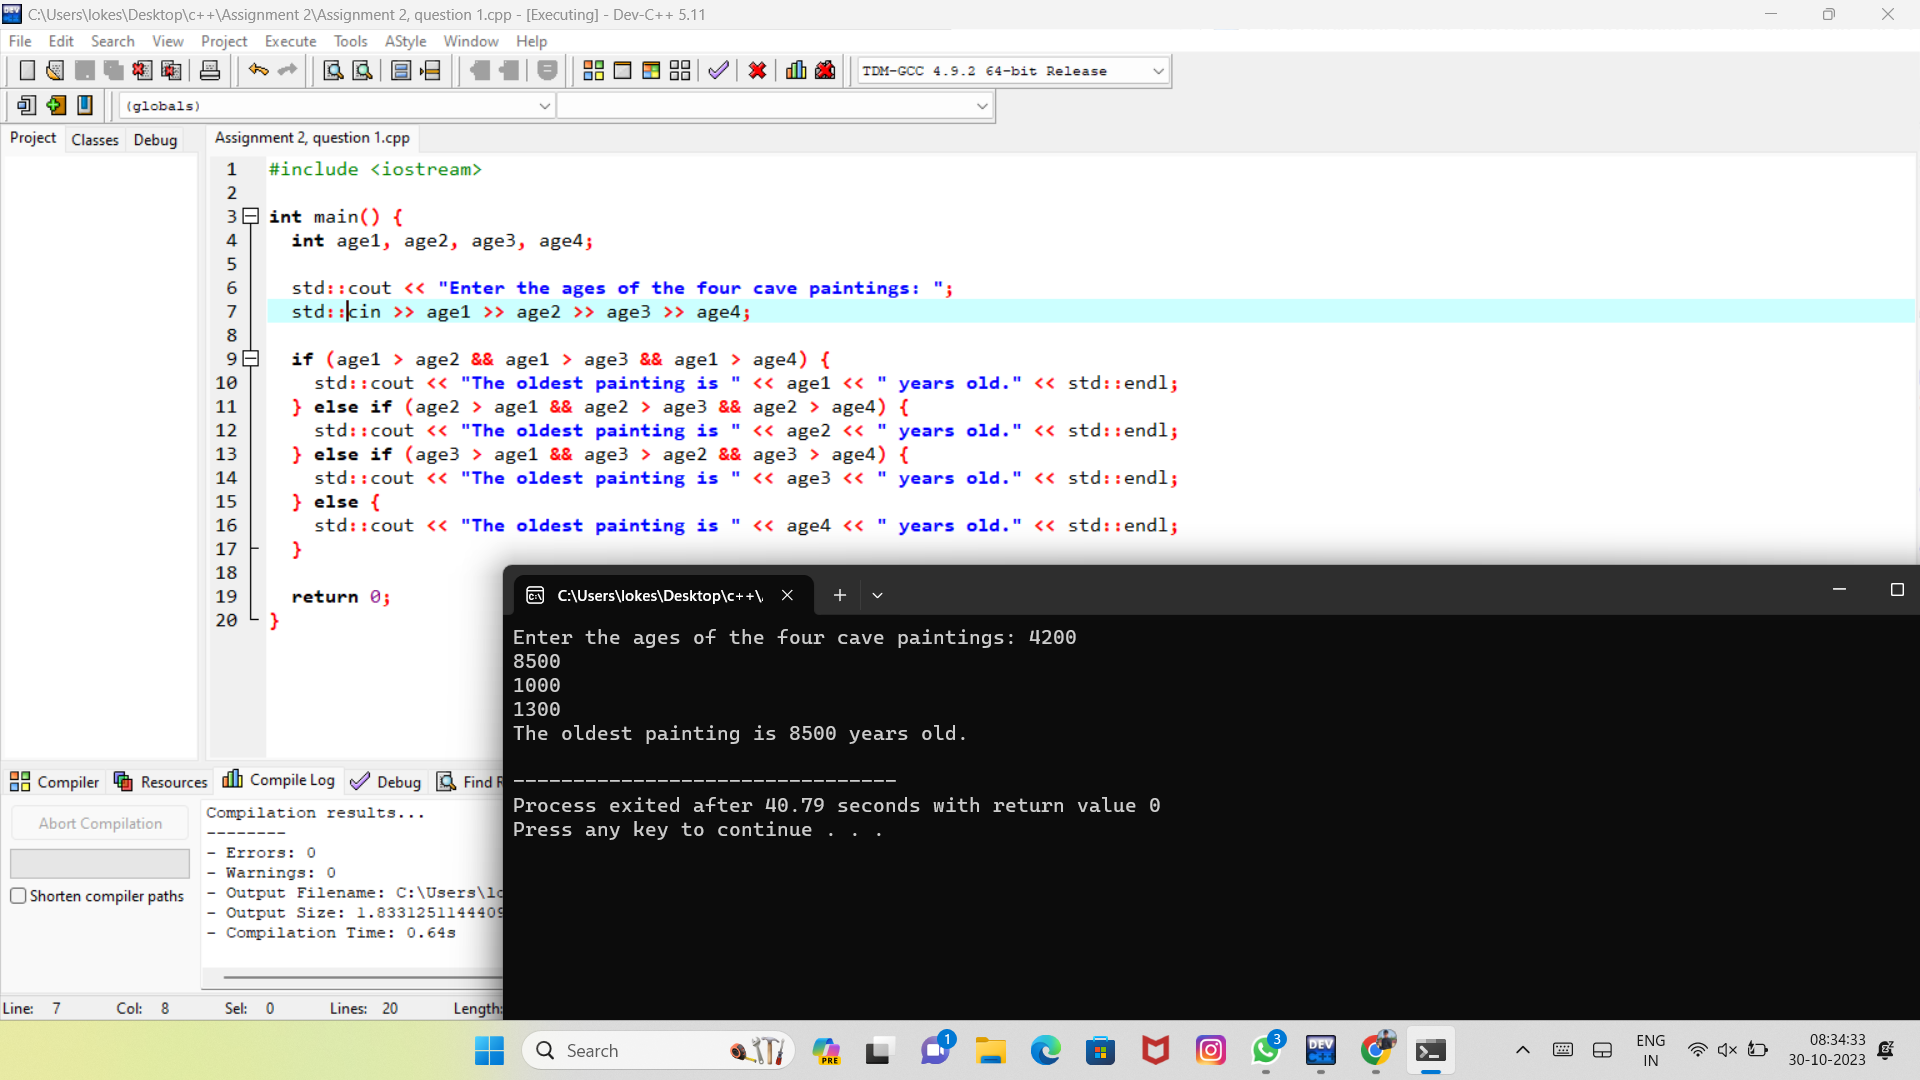 C:\Users\lokes\Desktop\c++\Assignment 2\Assignment 2, question 1.cpp - [Executing] - Dev-C++ 5.11
File Edit Search View Project Execute Tools AStyle Window Help
TDM-GCC 4.9.2 64-bit Release
(globals)
Project Classes Debug
Assignment 2, question 1.cpp
1 #include <iostream>
2
3 int main() {
4 int age1, age2, age3, age4;
5
6 std::cout << "Enter the ages of the four cave paintings: ";
7 std::cin >> age1 >> age2 >> age3 >> age4;
8
9 if (age1 > age2 && age1 > age3 && age1 > age4) {
10 std::cout << "The oldest painting is " << age1 << " years old." << std::endl;
11 } else if (age2 > age1 && age2 > age3 && age2 > age4) {
12 std::cout << "The oldest painting is " << age2 << " years old." << std::endl;
13 } else if (age3 > age1 && age3 > age2 && age3 > age4) {
14 std::cout << "The oldest painting is " << age3 << " years old." << std::endl;
15 } else {
16 std::cout << "The oldest painting is " << age4 << " years old." << std::endl;
17 }
18
19 return 0;
20 }
C:\Users\lokes\Desktop\c++\
Enter the ages of the four cave paintings: 4200
8500
1000
1300
The oldest painting is 8500 years old.
--------------------------------
Process exited after 40.79 seconds with return value 0
Press any key to continue . . .
Compiler Resources Compile Log Debug Find R
Abort Compilation
Shorten compiler paths
Compilation results...
--------
- Errors: 0
- Warnings: 0
- Output Filename: C:\Users\lo
- Output Size: 1.8331251144409
- Compilation Time: 0.64s
Line: 7 Col: 8 Sel: 0 Lines: 20 Length:
Search
PRE
1
3
DEV
ENG
IN
08:34:33
30-10-2023